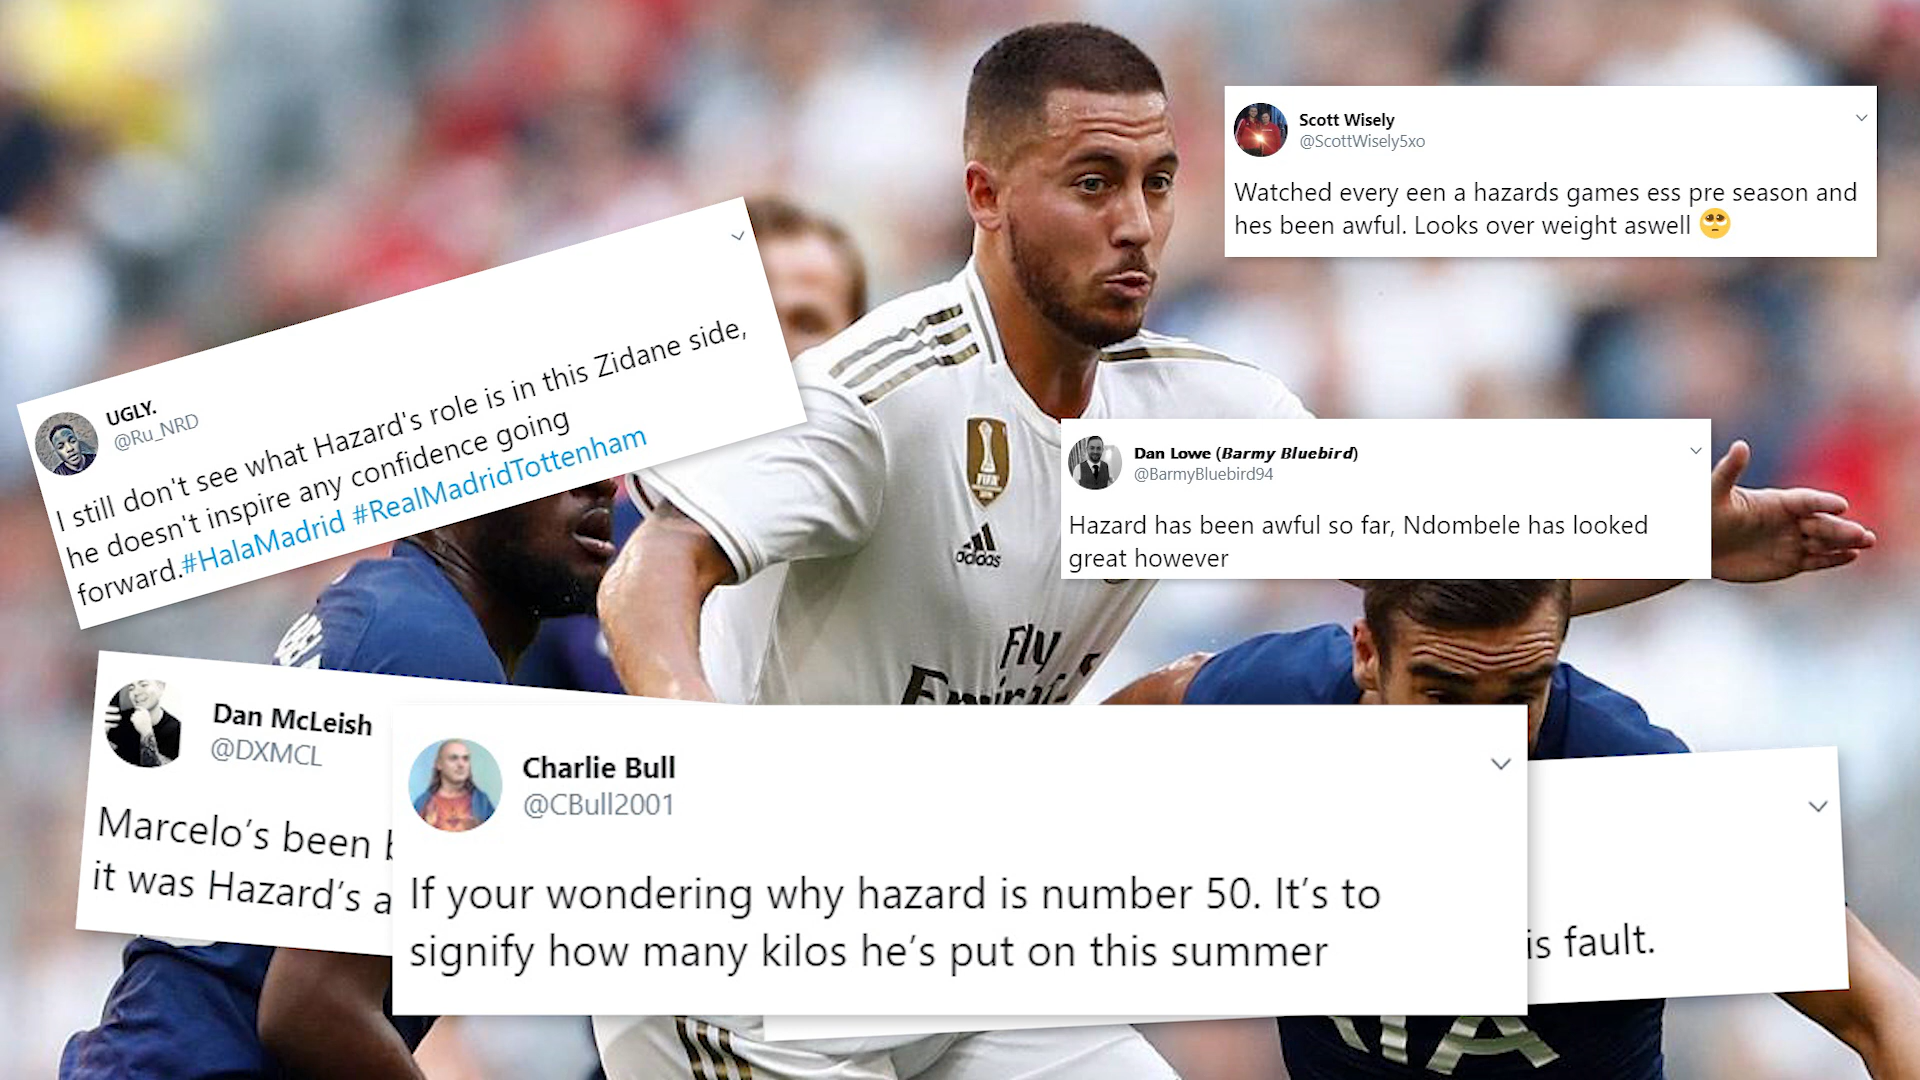 Scott Wisely
@ScottWisely5xo
Watched every een a hazards games ess pre season and
hes been awful. Looks over weight aswell 🙄
UGLY.
@Ru_NRD
I still don't see what Hazard's role is in this Zidane side,
he doesn't inspire any confidence going
forward.#HalaMadrid #RealMadridTottenham
Dan Lowe (Barmy Bluebird)
@BarmyBluebird94
Hazard has been awful so far, Ndombele has looked
great however
FIFA
adidas
Fly
Dan McLeish
@DXMCL
Marcelo's been
it was Hazard's a
Charlie Bull
@CBull2001
If your wondering why hazard is number 50. It's to
signify how many kilos he's put on this summer
is fault.
AIA